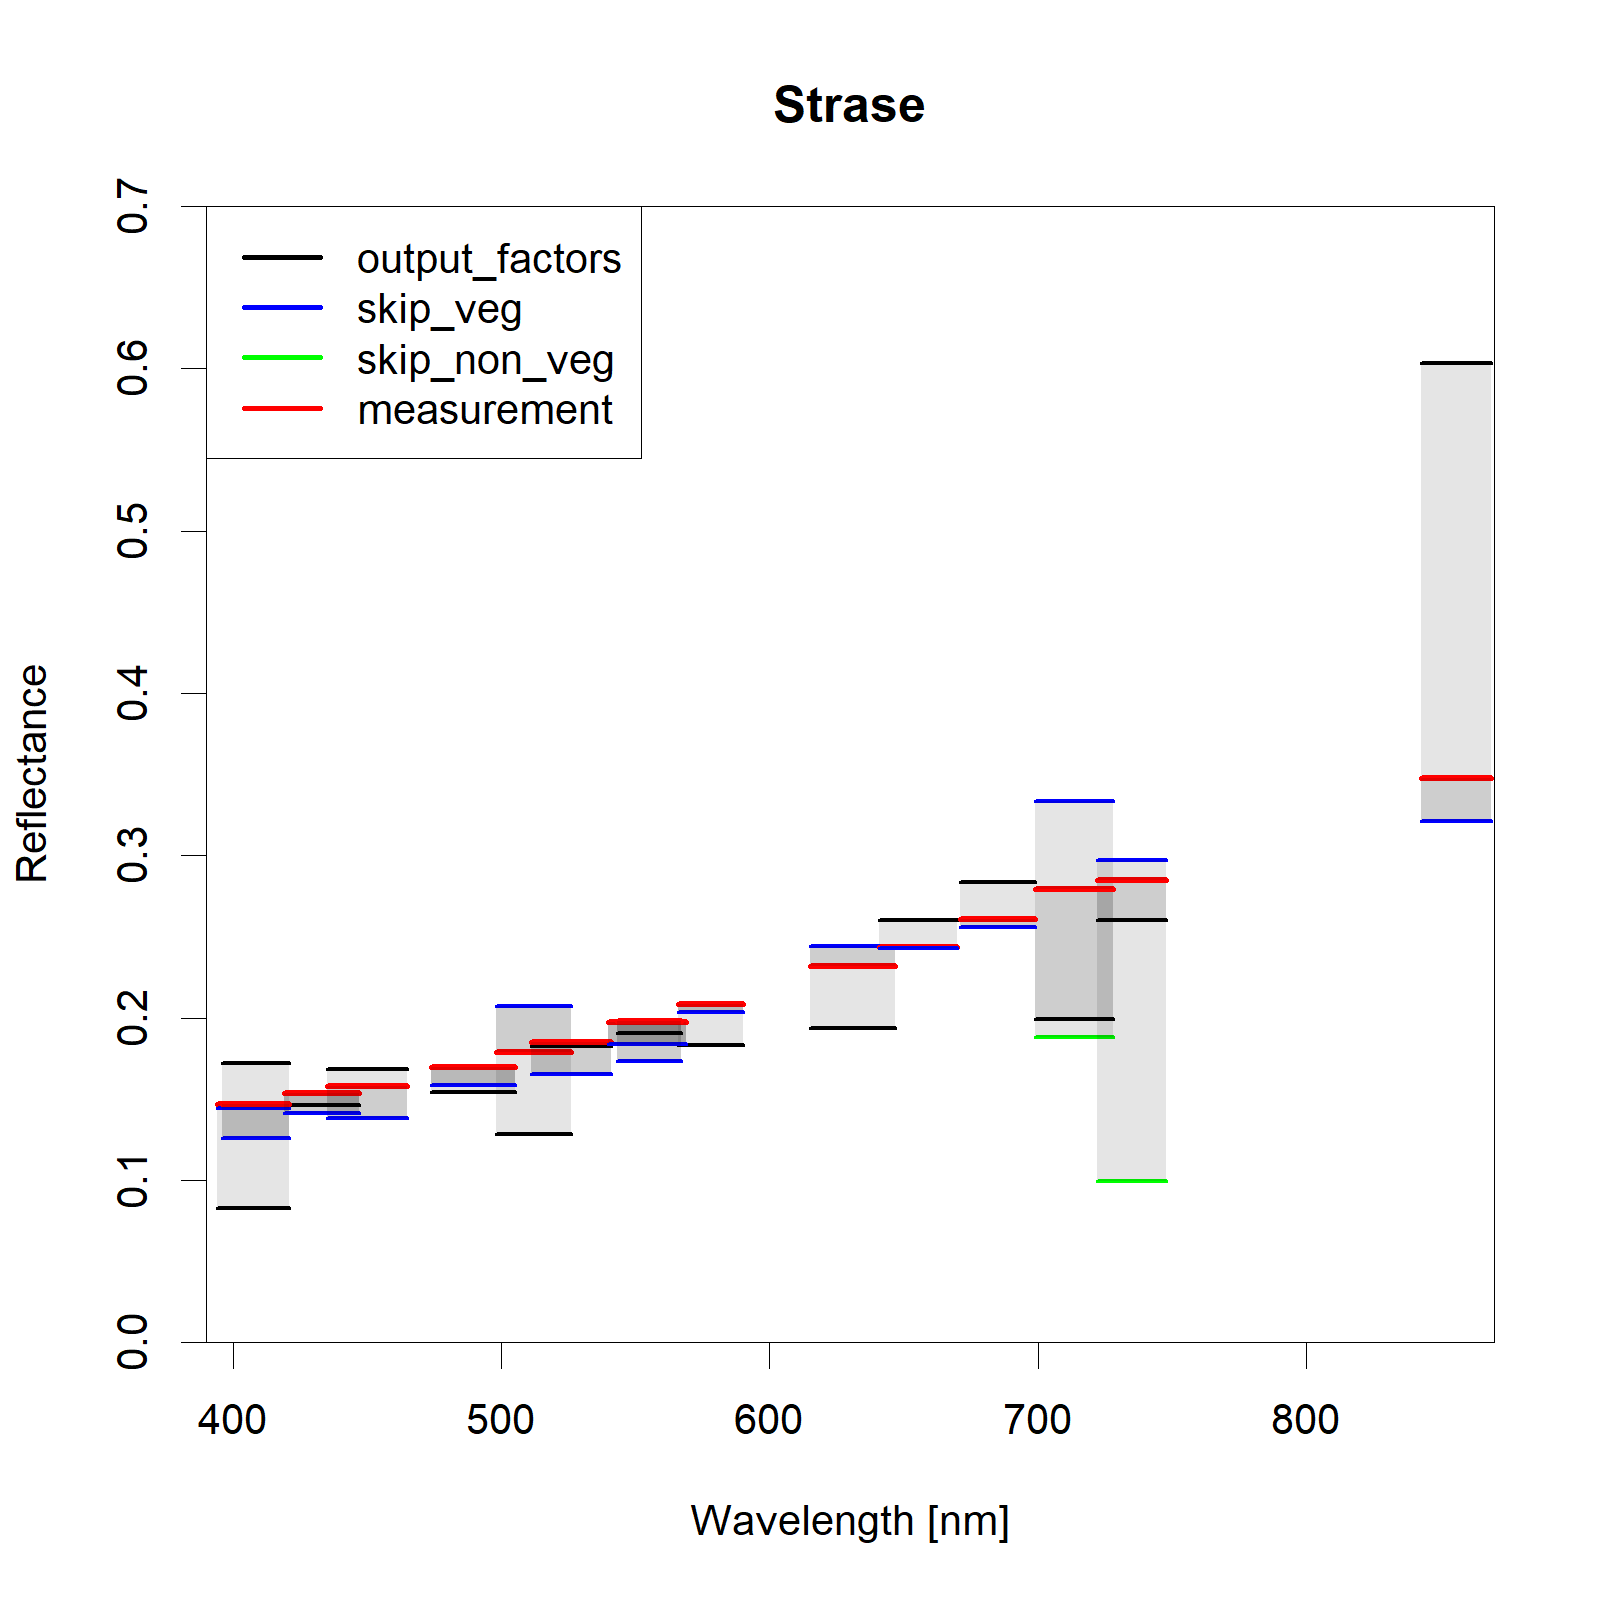 Strase
output_factors
skip_veg
skip_non_veg
measurement
Reflectance
0.7
0.6
0.5
0.4
0.3
0.2
0.1
0.0
400 500 600 700 800
Wavelength [nm]